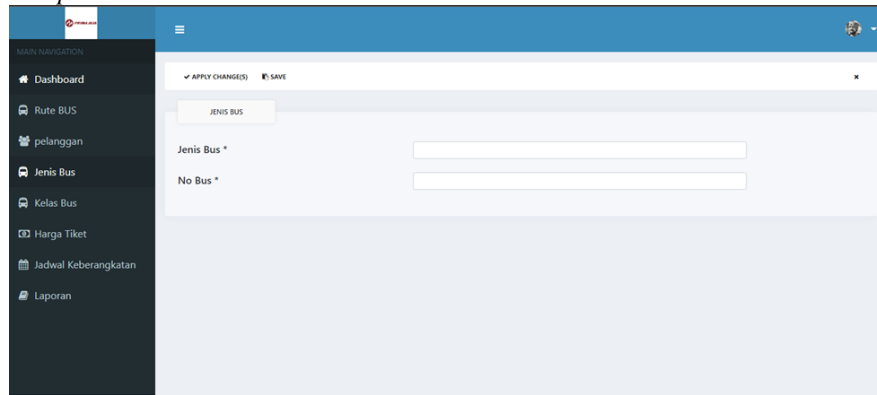 MAIN NAVIGATION
Dashboard
Rute BUS
pelanggan
Jenis Bus
Kelas Bus
Harga Tiket
Jadwal Keberangkatan
Laporan
APPLY CHANGE(S) SAVE
JENIS BUS
Jenis Bus *
No Bus *